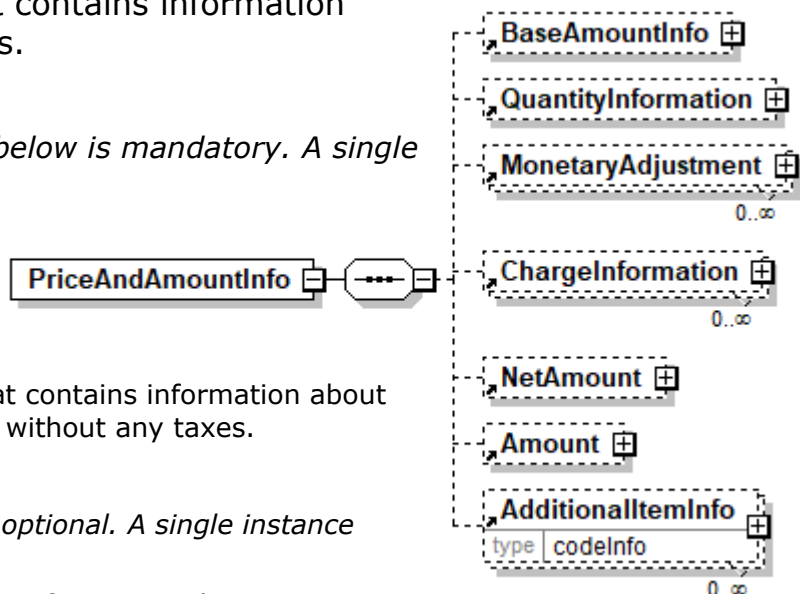 contains information
s.
below is mandatory. A single
at contains information about
without any taxes.
optional. A single instance
PriceAndAmountInfo
BaseAmountInfo
QuantityInformation
MonetaryAdjustment
0..∞
ChargeInformation
0..∞
NetAmount
Amount
AdditionalItemInfo
type codeInfo
0..∞